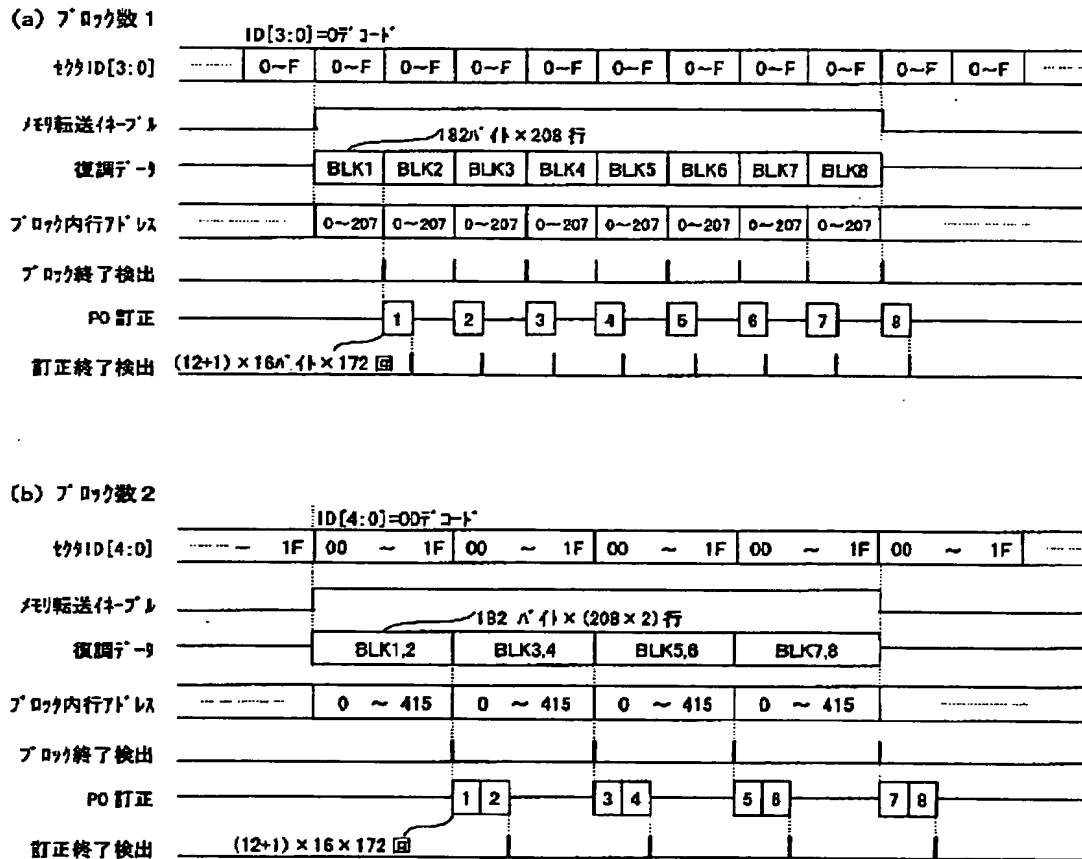 (a) ブロック数1
ID[3:0]=0デコード
セクタID[3:0] ------ 0~F 0~F 0~F 0~F 0~F 0~F 0~F 0~F 0~F 0~F 0~F ------
メモリ転送イネーブル
182バイト×208行
復調データ BLK1 BLK2 BLK3 BLK4 BLK5 BLK6 BLK7 BLK8
ブロック内行アドレス 0~207 0~207 0~207 0~207 0~207 0~207 0~207 0~207
ブロック終了検出
PO訂正 1 2 3 4 5 6 7 8
訂正終了検出 (12+1)×16バイト×172回
(b) ブロック数2
ID[4:0]=00デコード
セクタID[4:0] ------ ~ 1F 00 ~ 1F 00 ~ 1F 00 ~ 1F 00 ~ 1F 00 ~ 1F ------
メモリ転送イネーブル
182バイト×(208×2)行
復調データ BLK1,2 BLK3,4 BLK5,6 BLK7,8
ブロック内行アドレス 0 ~ 415 0 ~ 415 0 ~ 415 0 ~ 415
ブロック終了検出
PO訂正 1 2 3 4 5 6 7 8
訂正終了検出 (12+1)×16×172回